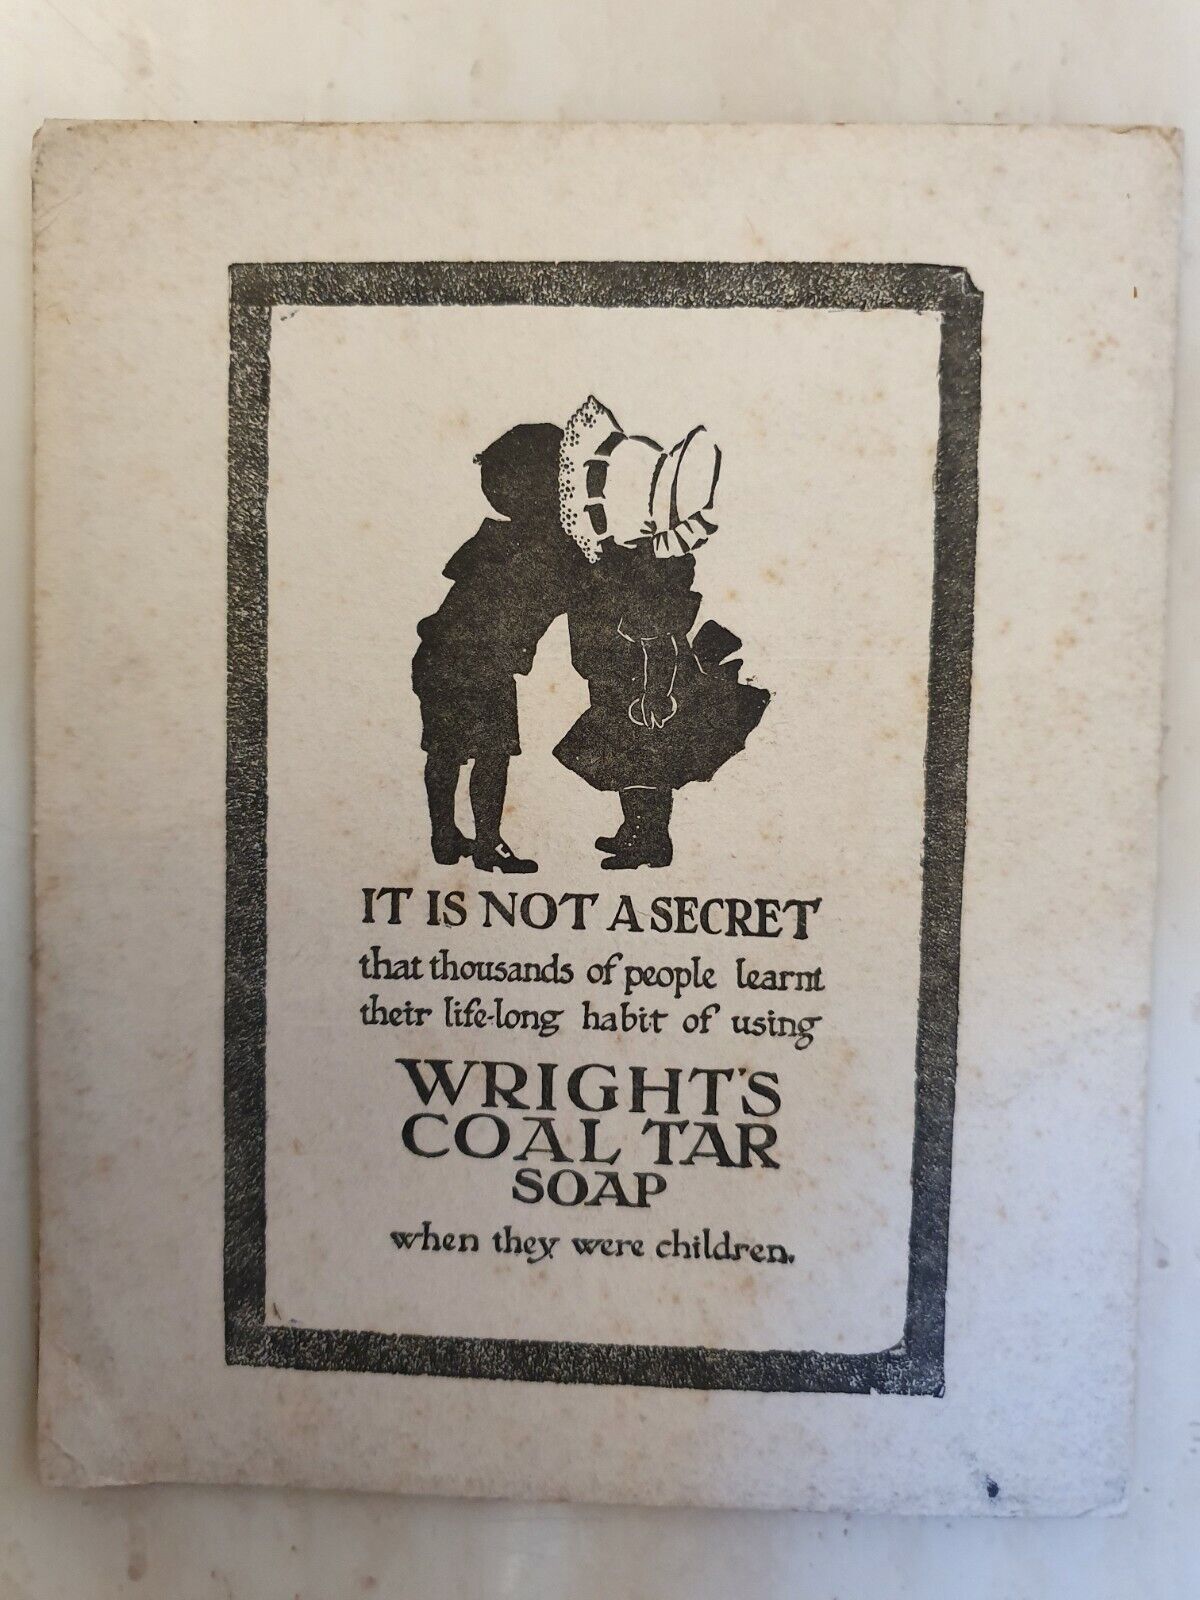 IT IS NOT A SECRET
that thousands of people learnt
their life-long habit of using
WRIGHT'S
COAL TAR
SOAP
when they were children.